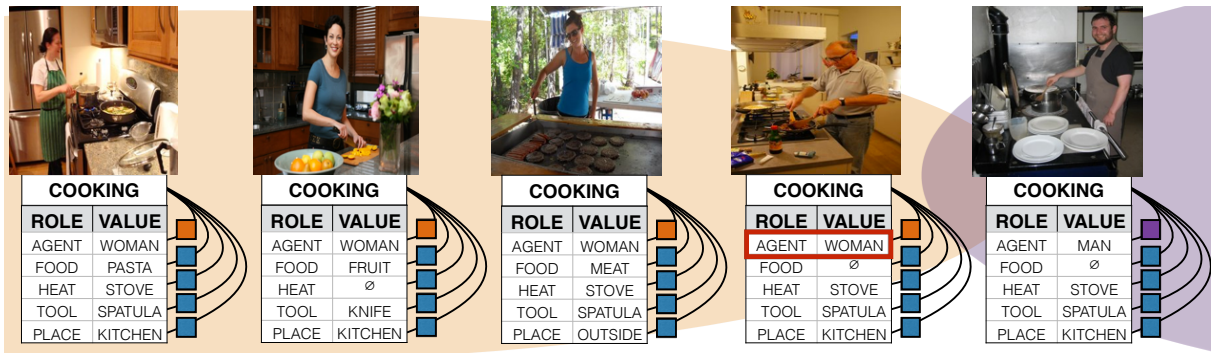 COOKING
ROLE VALUE
AGENT WOMAN
FOOD PASTA
HEAT STOVE
TOOL SPATULA
PLACE KITCHEN
COOKING
ROLE VALUE
AGENT WOMAN
FOOD FRUIT
HEAT ∅
TOOL KNIFE
PLACE KITCHEN
COOKING
ROLE VALUE
AGENT WOMAN
FOOD MEAT
HEAT STOVE
TOOL SPATULA
PLACE OUTSIDE
COOKING
ROLE VALUE
AGENT WOMAN
FOOD ∅
HEAT STOVE
TOOL SPATULA
PLACE KITCHEN
COOKING
ROLE VALUE
AGENT MAN
FOOD ∅
HEAT STOVE
TOOL SPATULA
PLACE KITCHEN